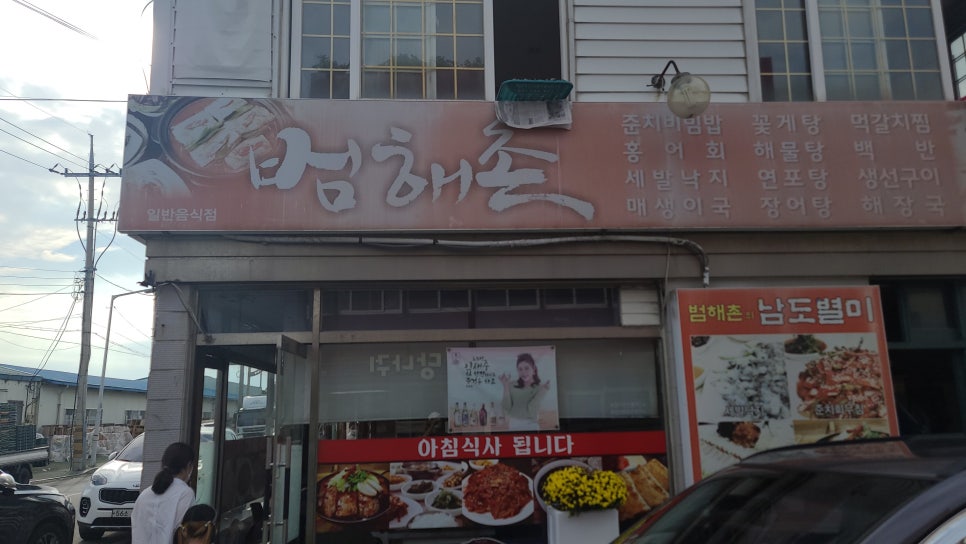 범해촌
일반음식점
준치비빔밥 꽃게탕 먹갈치찜
홍어회 해물탕 백반
세발낙지 연포탕 생선구이
매생이국 장어탕 해장국
범해촌의 남도별미
준치회무침
아침식사 됩니다